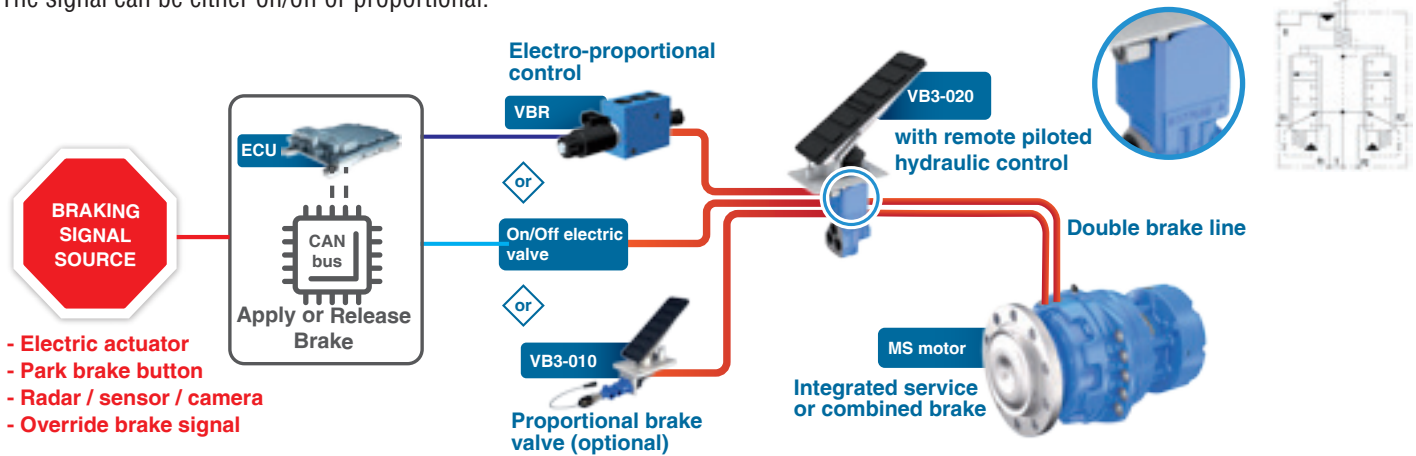 The signal can be either on/off or proportional.
Electro-proportional
control
VBR
ECU
VB3-020
with remote piloted
hydraulic control
or
BRAKING
SIGNAL
SOURCE
CAN
bus
On/Off electric
valve
Double brake line
Apply or Release
Brake
or
- Electric actuator
- Park brake button
- Radar / sensor / camera
- Override brake signal
VB3-010
MS motor
Proportional brake
valve (optional)
Integrated service
or combined brake